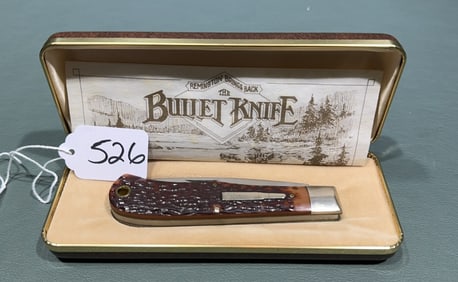 REMINGTON BRINGS BACK
THE
BULLET KNIFE
526